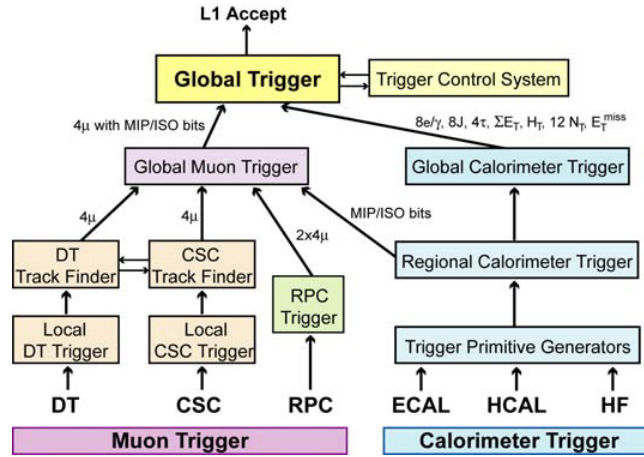 L1 Accept
Global Trigger
Trigger Control System
4μ with MIP/ISO bits
8e/γ, 8J, 4τ, ΣE_T, H_T, 12 N_T, E_T^miss
Global Muon Trigger
Global Calorimeter Trigger
4μ
4μ
2x4μ
MIP/ISO bits
DT
Track Finder
CSC
Track Finder
Regional Calorimeter Trigger
RPC
Trigger
Local
DT Trigger
Local
CSC Trigger
Trigger Primitive Generators
DT
CSC
RPC
ECAL
HCAL
HF
Muon Trigger
Calorimeter Trigger